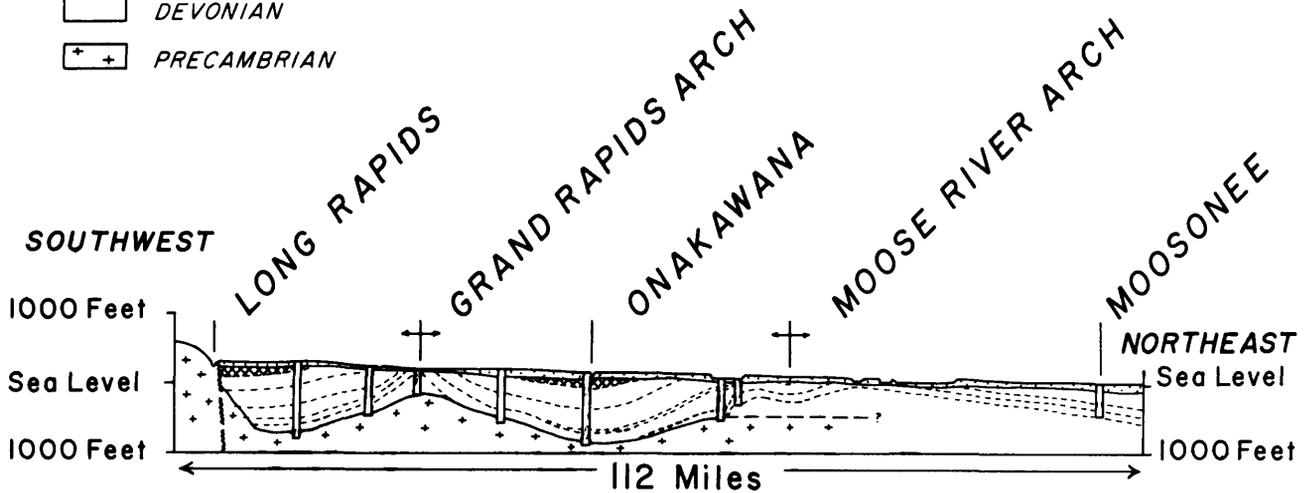 DEVONIAN
PRECAMBRIAN
LONG RAPIDS
GRAND RAPIDS ARCH
ONAKAWANA
MOOSE RIVER ARCH
MOOSONEE
SOUTHWEST
NORTHEAST
1000 Feet
Sea Level
1000 Feet
Sea Level
1000 Feet
?
112 Miles